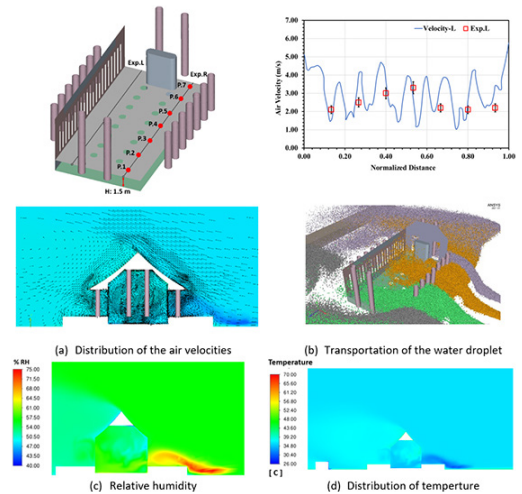 Exp.L
Exp.R
P.7
P.6
P.5
P.4
P.3
P.2
P.1
H: 1.5 m
Velocity-L Exp.L
Air Velocity (m/s)
7.00
6.00
5.00
4.00
3.00
2.00
1.00
0.00
0.00 0.20 0.40 0.60 0.80 1.00
Normalized Distance
(a) Distribution of the air velocities
(b) Transportation of the water droplet
% RH
75.00
71.50
68.00
64.50
61.00
57.50
54.00
50.50
47.00
43.50
40.00
(c) Relative humidity
Temperature
70.00
65.60
61.20
56.80
52.40
48.00
43.60
39.20
34.80
30.40
26.00
[ C ]
(d) Distribution of temperture